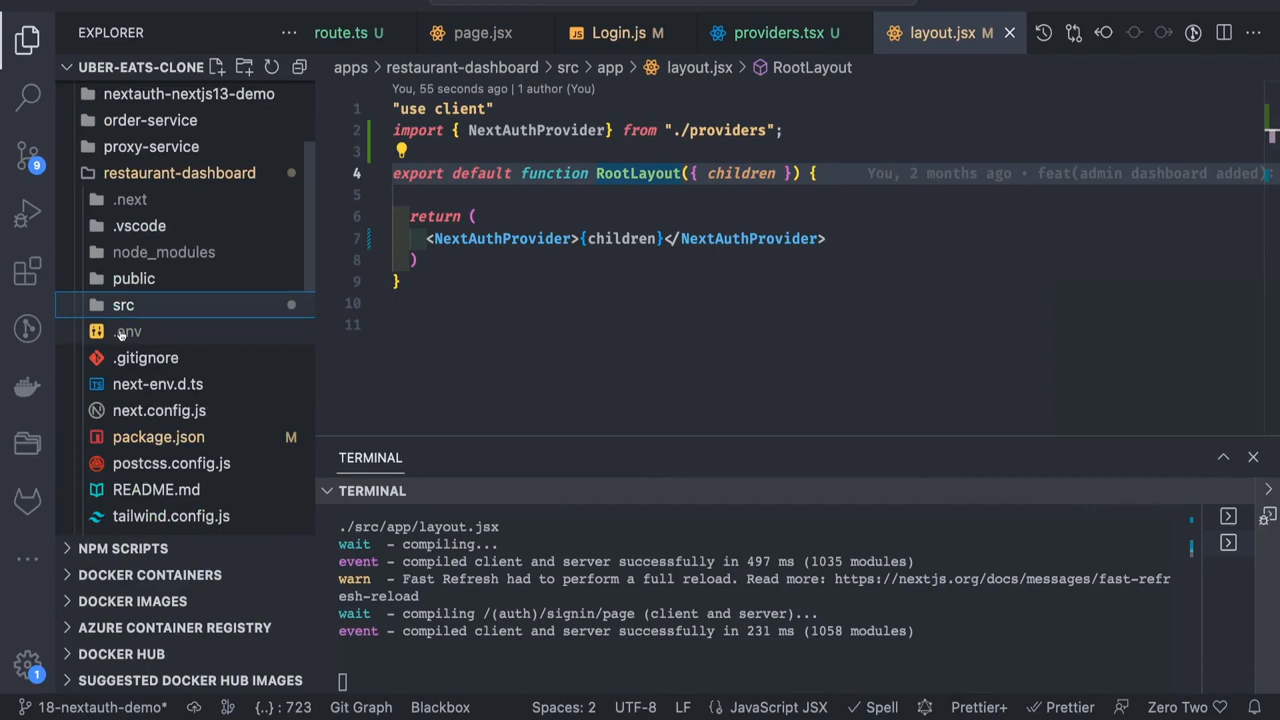 EXPLORER
UBER-EATS-CLONE
nextauth-nextjs13-demo
order-service
proxy-service
restaurant-dashboard
.next
.vscode
node_modules
public
src
.env
.gitignore
next-env.d.ts
next.config.js
package.json M
postcss.config.js
README.md
tailwind.config.js
NPM SCRIPTS
DOCKER CONTAINERS
DOCKER IMAGES
AZURE CONTAINER REGISTRY
DOCKER HUB
SUGGESTED DOCKER HUB IMAGES
9
1
route.ts U
page.jsx
JS Login.js M
providers.tsx U
layout.jsx M
apps > restaurant-dashboard > src > app > layout.jsx > RootLayout
You, 55 seconds ago | 1 author (You)
1 "use client"
2 import { NextAuthProvider} from "./providers";
3
4 export default function RootLayout({ children }) { You, 2 months ago • feat(admin dashboard added)
5
6 return (
7 <NextAuthProvider>{children}</NextAuthProvider>
8 )
9 }
10
11
TERMINAL
TERMINAL
./src/app/layout.jsx
wait - compiling...
event - compiled client and server successfully in 497 ms (1035 modules)
warn - Fast Refresh had to perform a full reload. Read more: https://nextjs.org/docs/messages/fast-refr
esh-reload
wait - compiling /(auth)/signin/page (client and server)...
event - compiled client and server successfully in 231 ms (1058 modules)
18-nextauth-demo* {..} : 723 Git Graph Blackbox Spaces: 2 UTF-8 LF JavaScript JSX Spell Prettier+ Prettier Zero Two